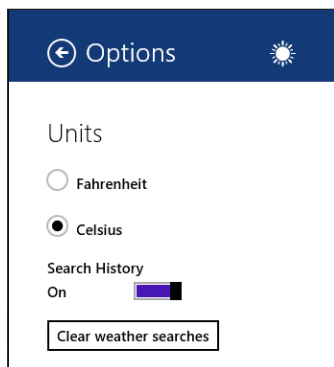 Options
Units
Fahrenheit
Celsius
Search History
On
Clear weather searches